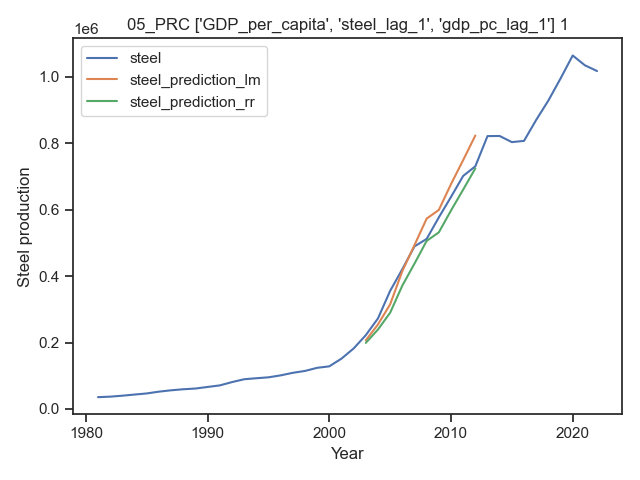 05_PRC ['GDP_per_capita', 'steel_lag_1', 'gdp_pc_lag_1'] 1
1e6
steel
steel_prediction_lm
steel_prediction_rr
1.0
0.8
0.6
0.4
0.2
0.0
Steel production
1980
1990
2000
2010
2020
Year